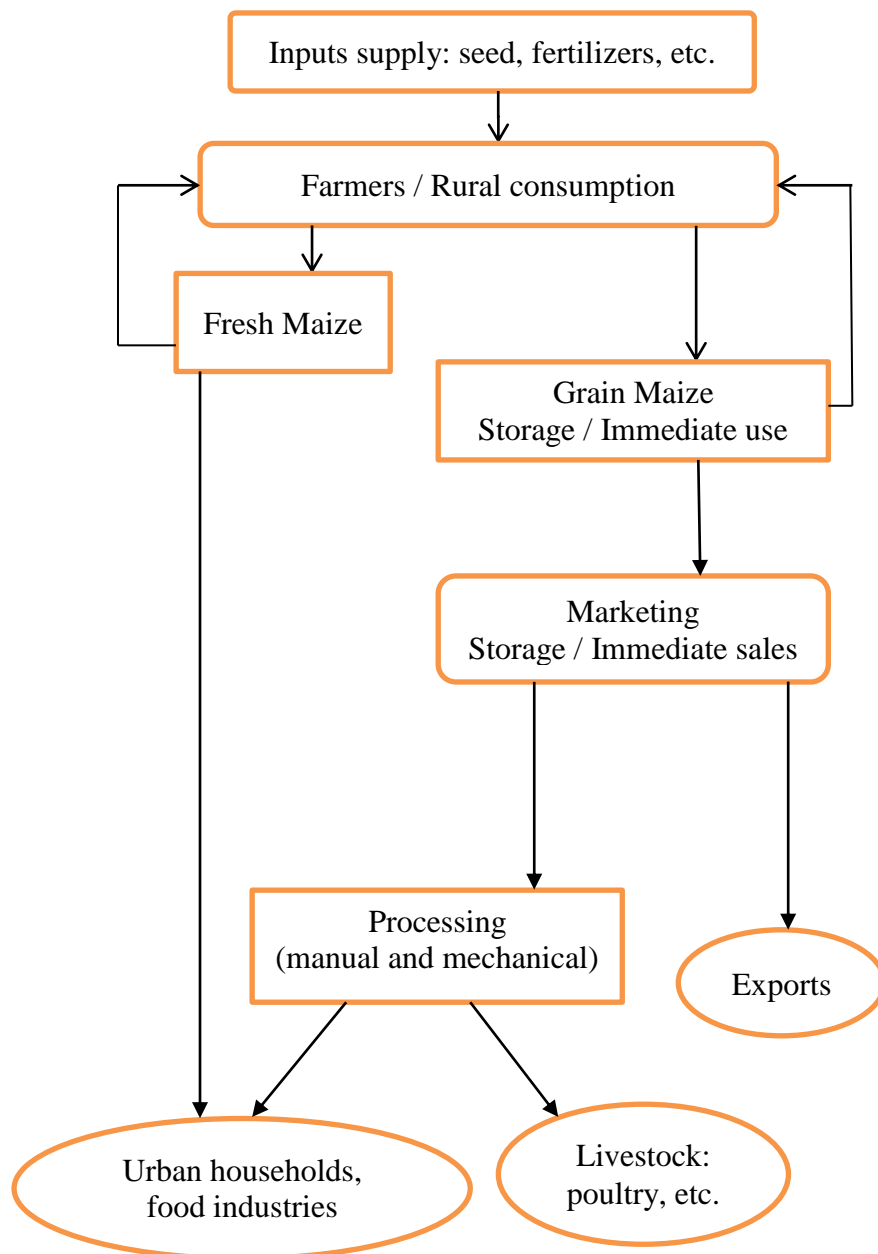 Inputs supply: seed, fertilizers, etc.
Farmers / Rural consumption
Fresh Maize
Grain Maize
Storage / Immediate use
Marketing
Storage / Immediate sales
Processing
(manual and mechanical)
Exports
Urban households,
food industries
Livestock:
poultry, etc.